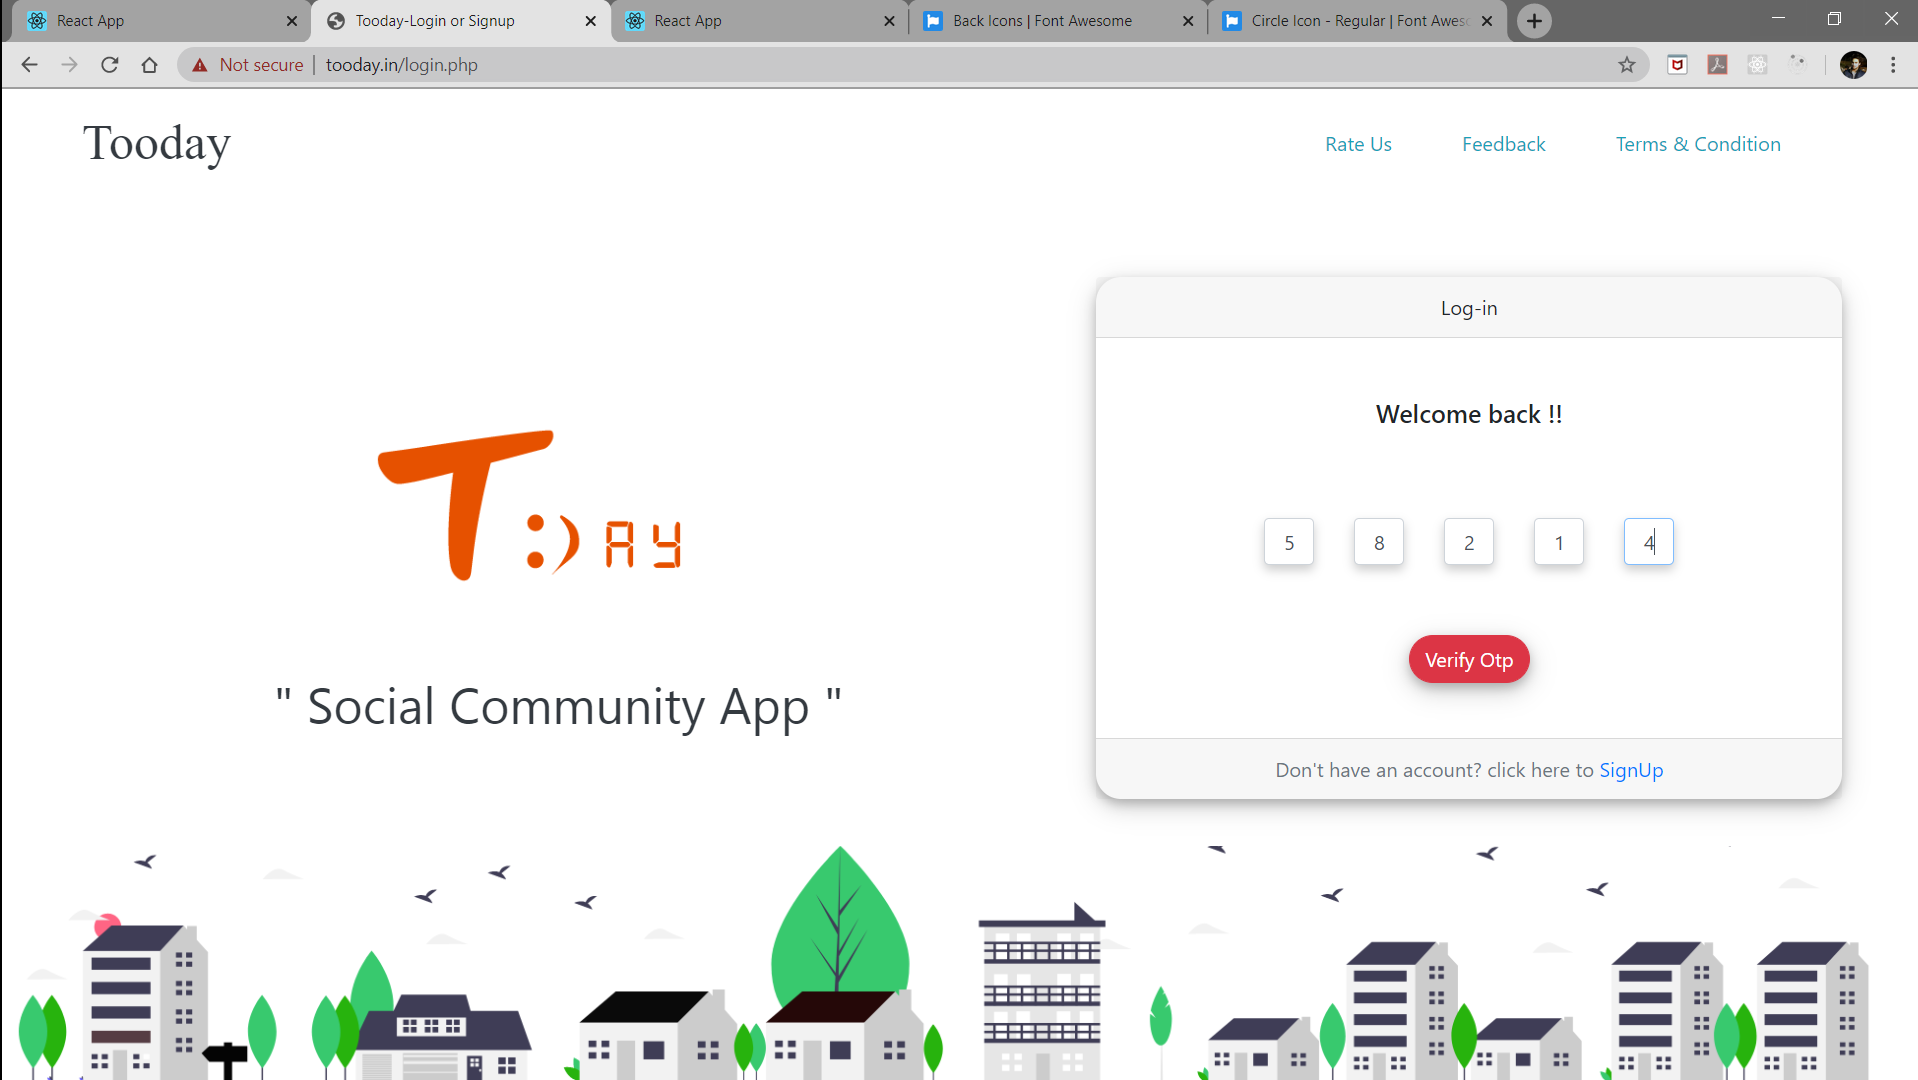 React App
Tooday-Login or Signup
React App
Back Icons | Font Awesome
Circle Icon - Regular | Font Aweso
Not secure | tooday.in/login.php
Tooday
Rate Us
Feedback
Terms & Condition
Log-in
Welcome back !!
T:)AY
5 8 2 1 4
Verify Otp
" Social Community App "
Don't have an account? click here to SignUp